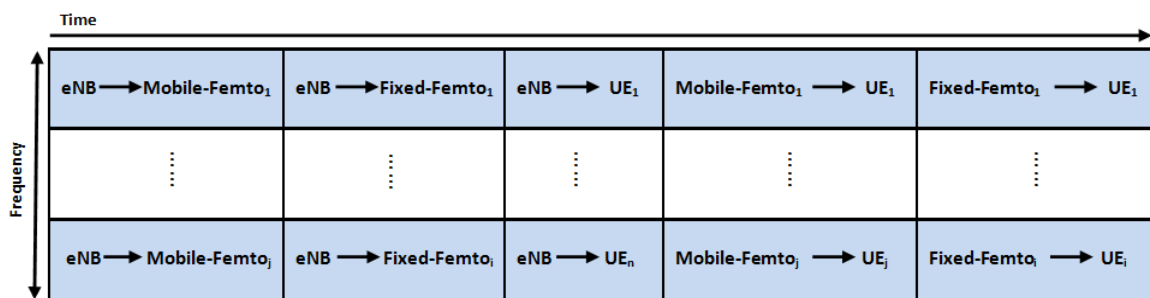 Time
Frequency
eNB → Mobile-Femto₁ eNB → Fixed-Femto₁ eNB → UE₁ Mobile-Femto₁ → UE₁ Fixed-Femto₁ → UE₁
eNB → Mobile-Femtoⱼ eNB → Fixed-Femtoᵢ eNB → UEₙ Mobile-Femtoⱼ → UEⱼ Fixed-Femtoᵢ → UEᵢ